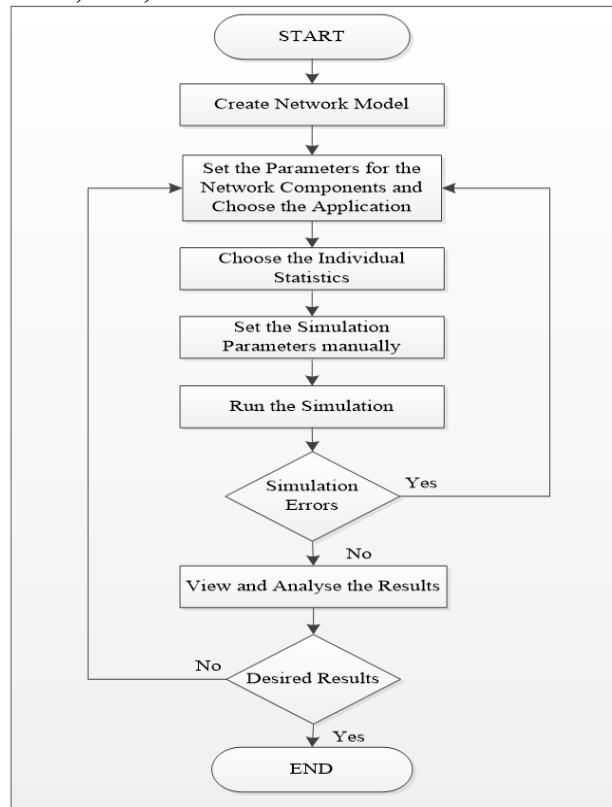 START
Create Network Model
Set the Parameters for the
Network Components and
Choose the Application
Choose the Individual
Statistics
Set the Simulation
Parameters manually
Run the Simulation
Simulation
Errors
Yes
No
View and Analyse the Results
Desired Results
No
Yes
END